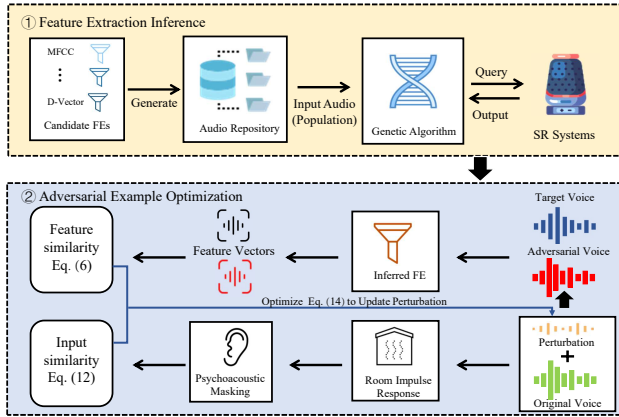 ① Feature Extraction Inference
MFCC
D-Vector
Candidate FEs
Generate
Audio Repository
Input Audio
(Population)
Genetic Algorithm
Query
Output
SR Systems
② Adversarial Example Optimization
Feature
similarity
Eq. (6)
Feature Vectors
Inferred FE
Target Voice
Adversarial Voice
Optimize Eq. (14) to Update Perturbation
Input
similarity
Eq. (12)
Psychoacoustic
Masking
Room Impulse
Response
Perturbation
+
Original Voice